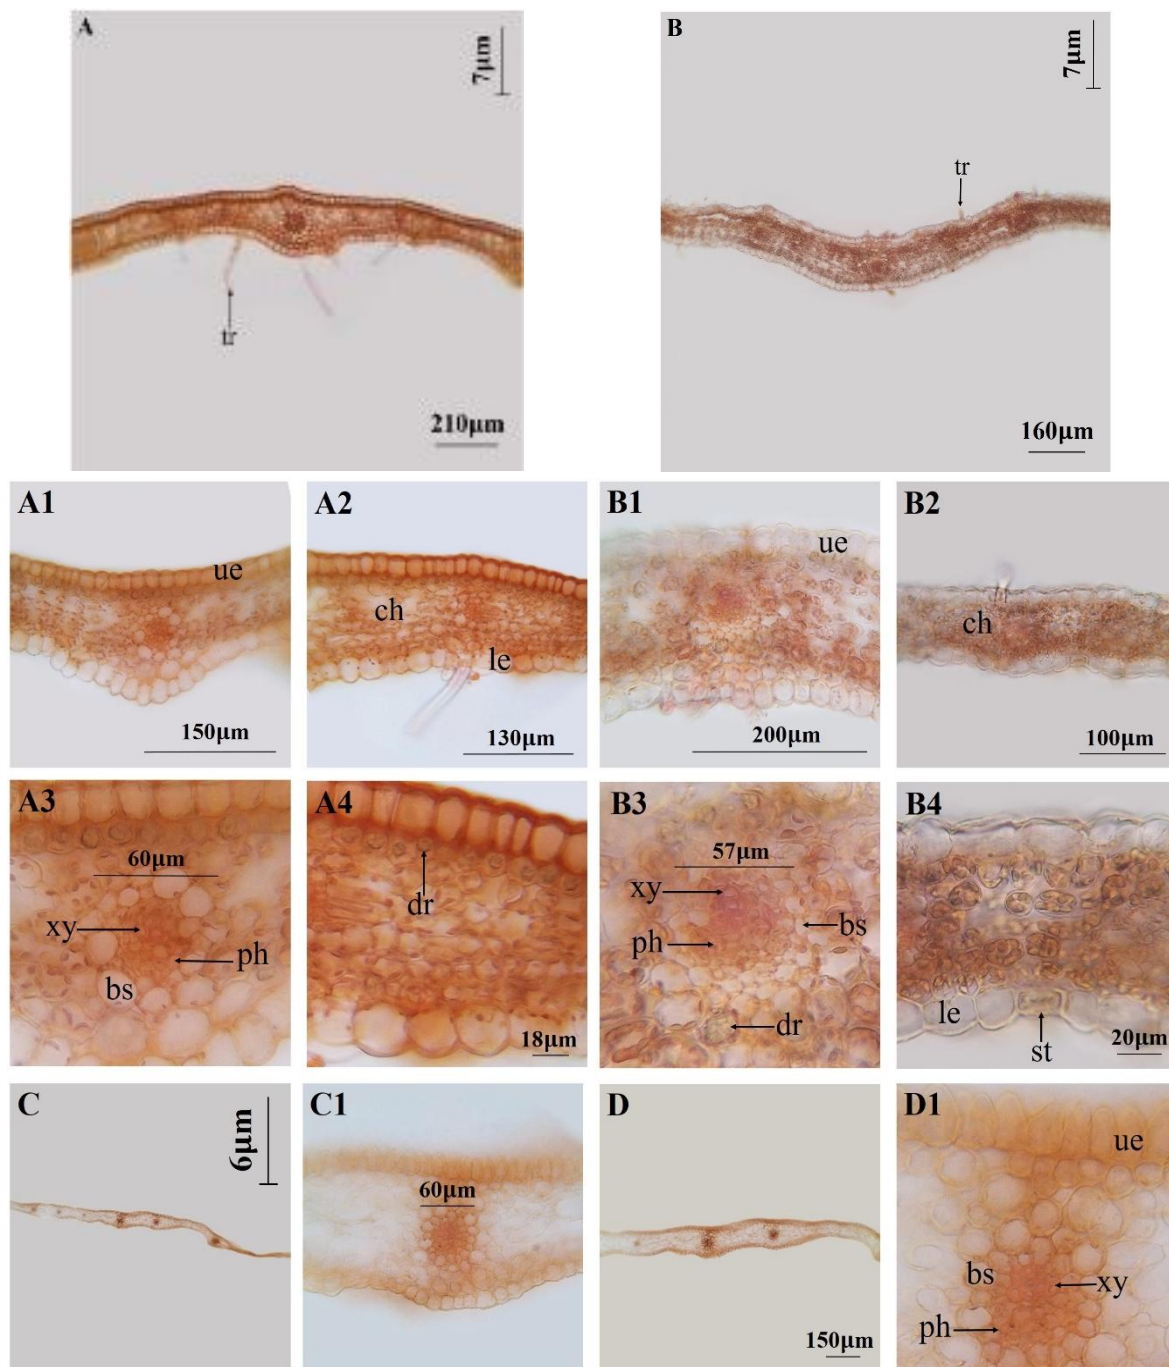 A
7μm
tr
210μm
B
7μm
tr
160μm
A1
ue
150μm
A2
ch
le
130μm
B1
ue
200μm
B2
ch
100μm
A3
60μm
xy
ph
bs
A4
dr
18μm
B3
57μm
xy
bs
ph
dr
B4
le
st
20μm
C
6μm
C1
60μm
D
150μm
D1
ue
bs
xy
ph